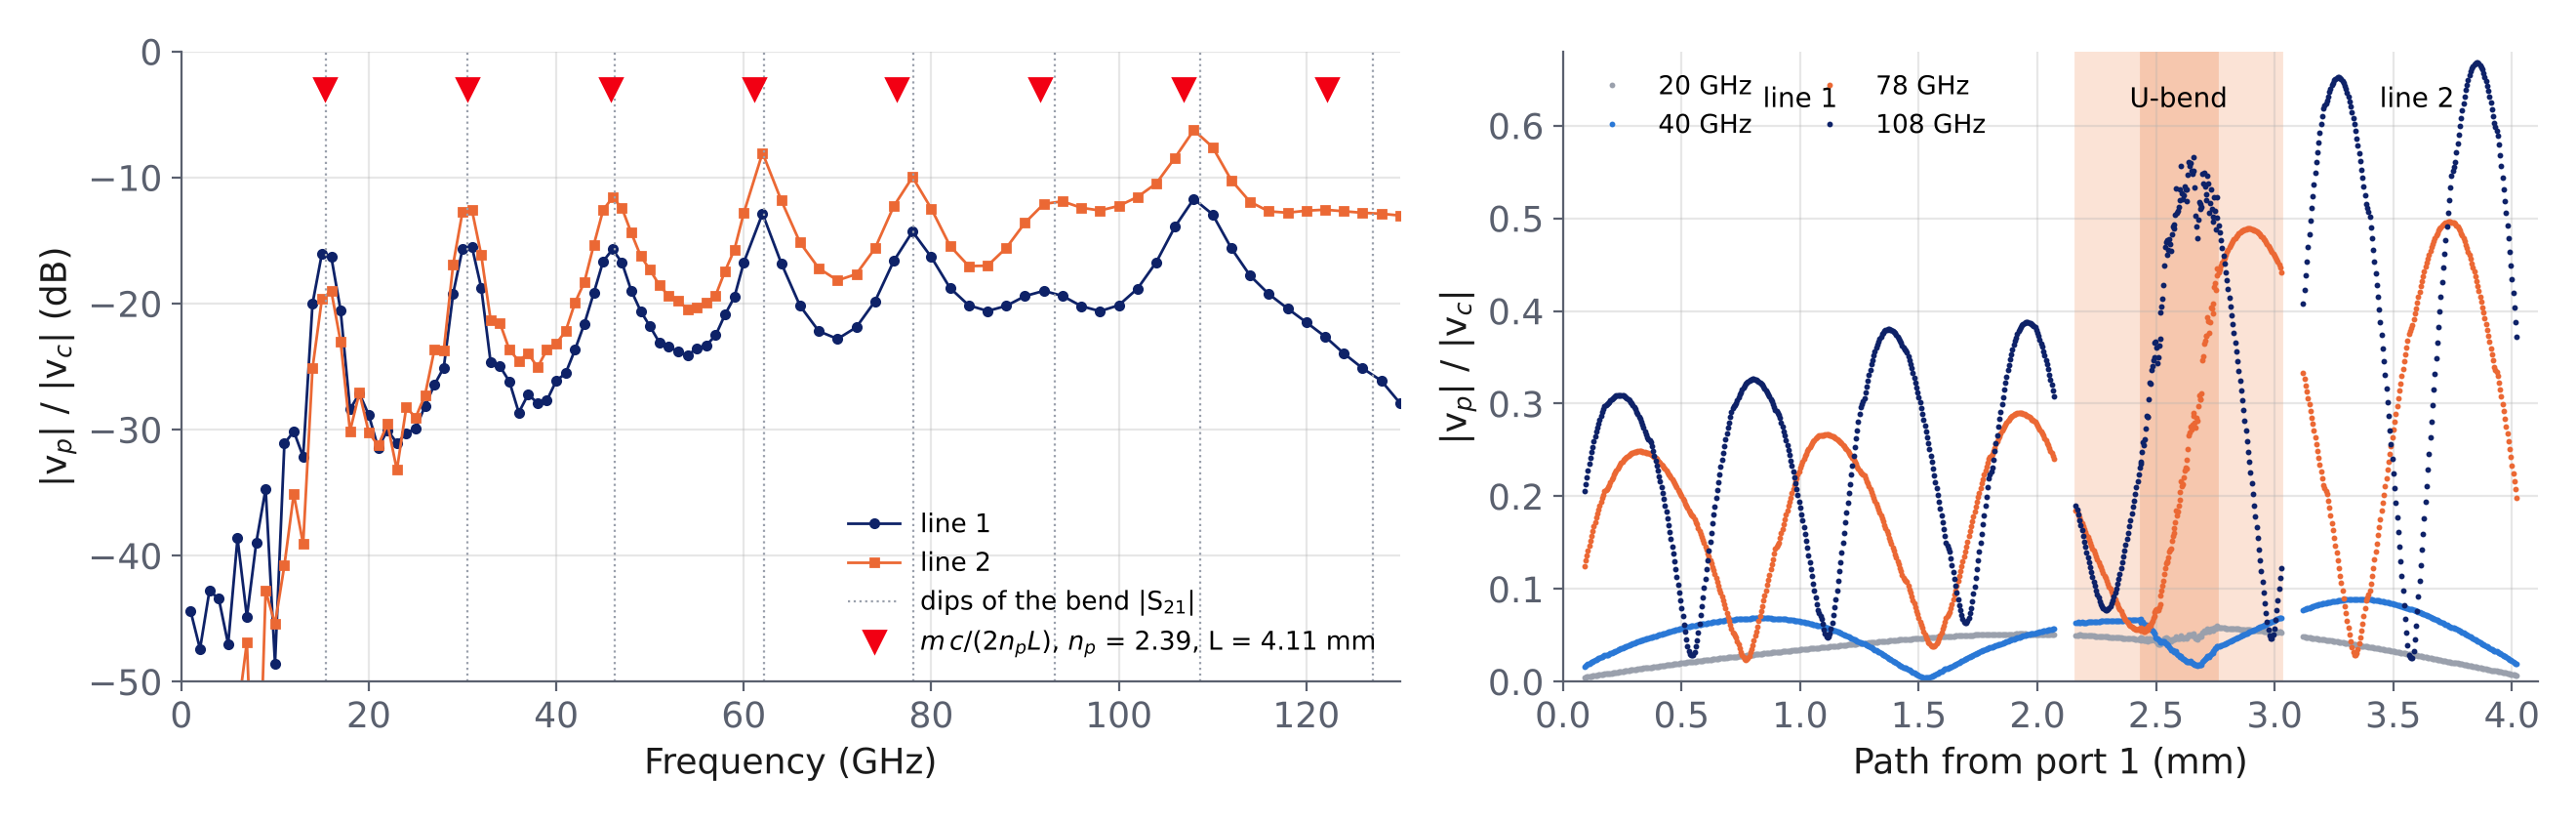 0
−10
−20
−30
−40
−50
|v_p| / |v_c| (dB)
0 20 40 60 80 100 120
Frequency (GHz)
line 1
line 2
dips of the bend |S₂₁|
m c/(2n_pL), n_p = 2.39, L = 4.11 mm
0.6
0.5
0.4
0.3
0.2
0.1
0.0
|v_p| / |v_c|
0.0 0.5 1.0 1.5 2.0 2.5 3.0 3.5 4.0
Path from port 1 (mm)
20 GHz
40 GHz
78 GHz
108 GHz
line 1
U-bend
line 2